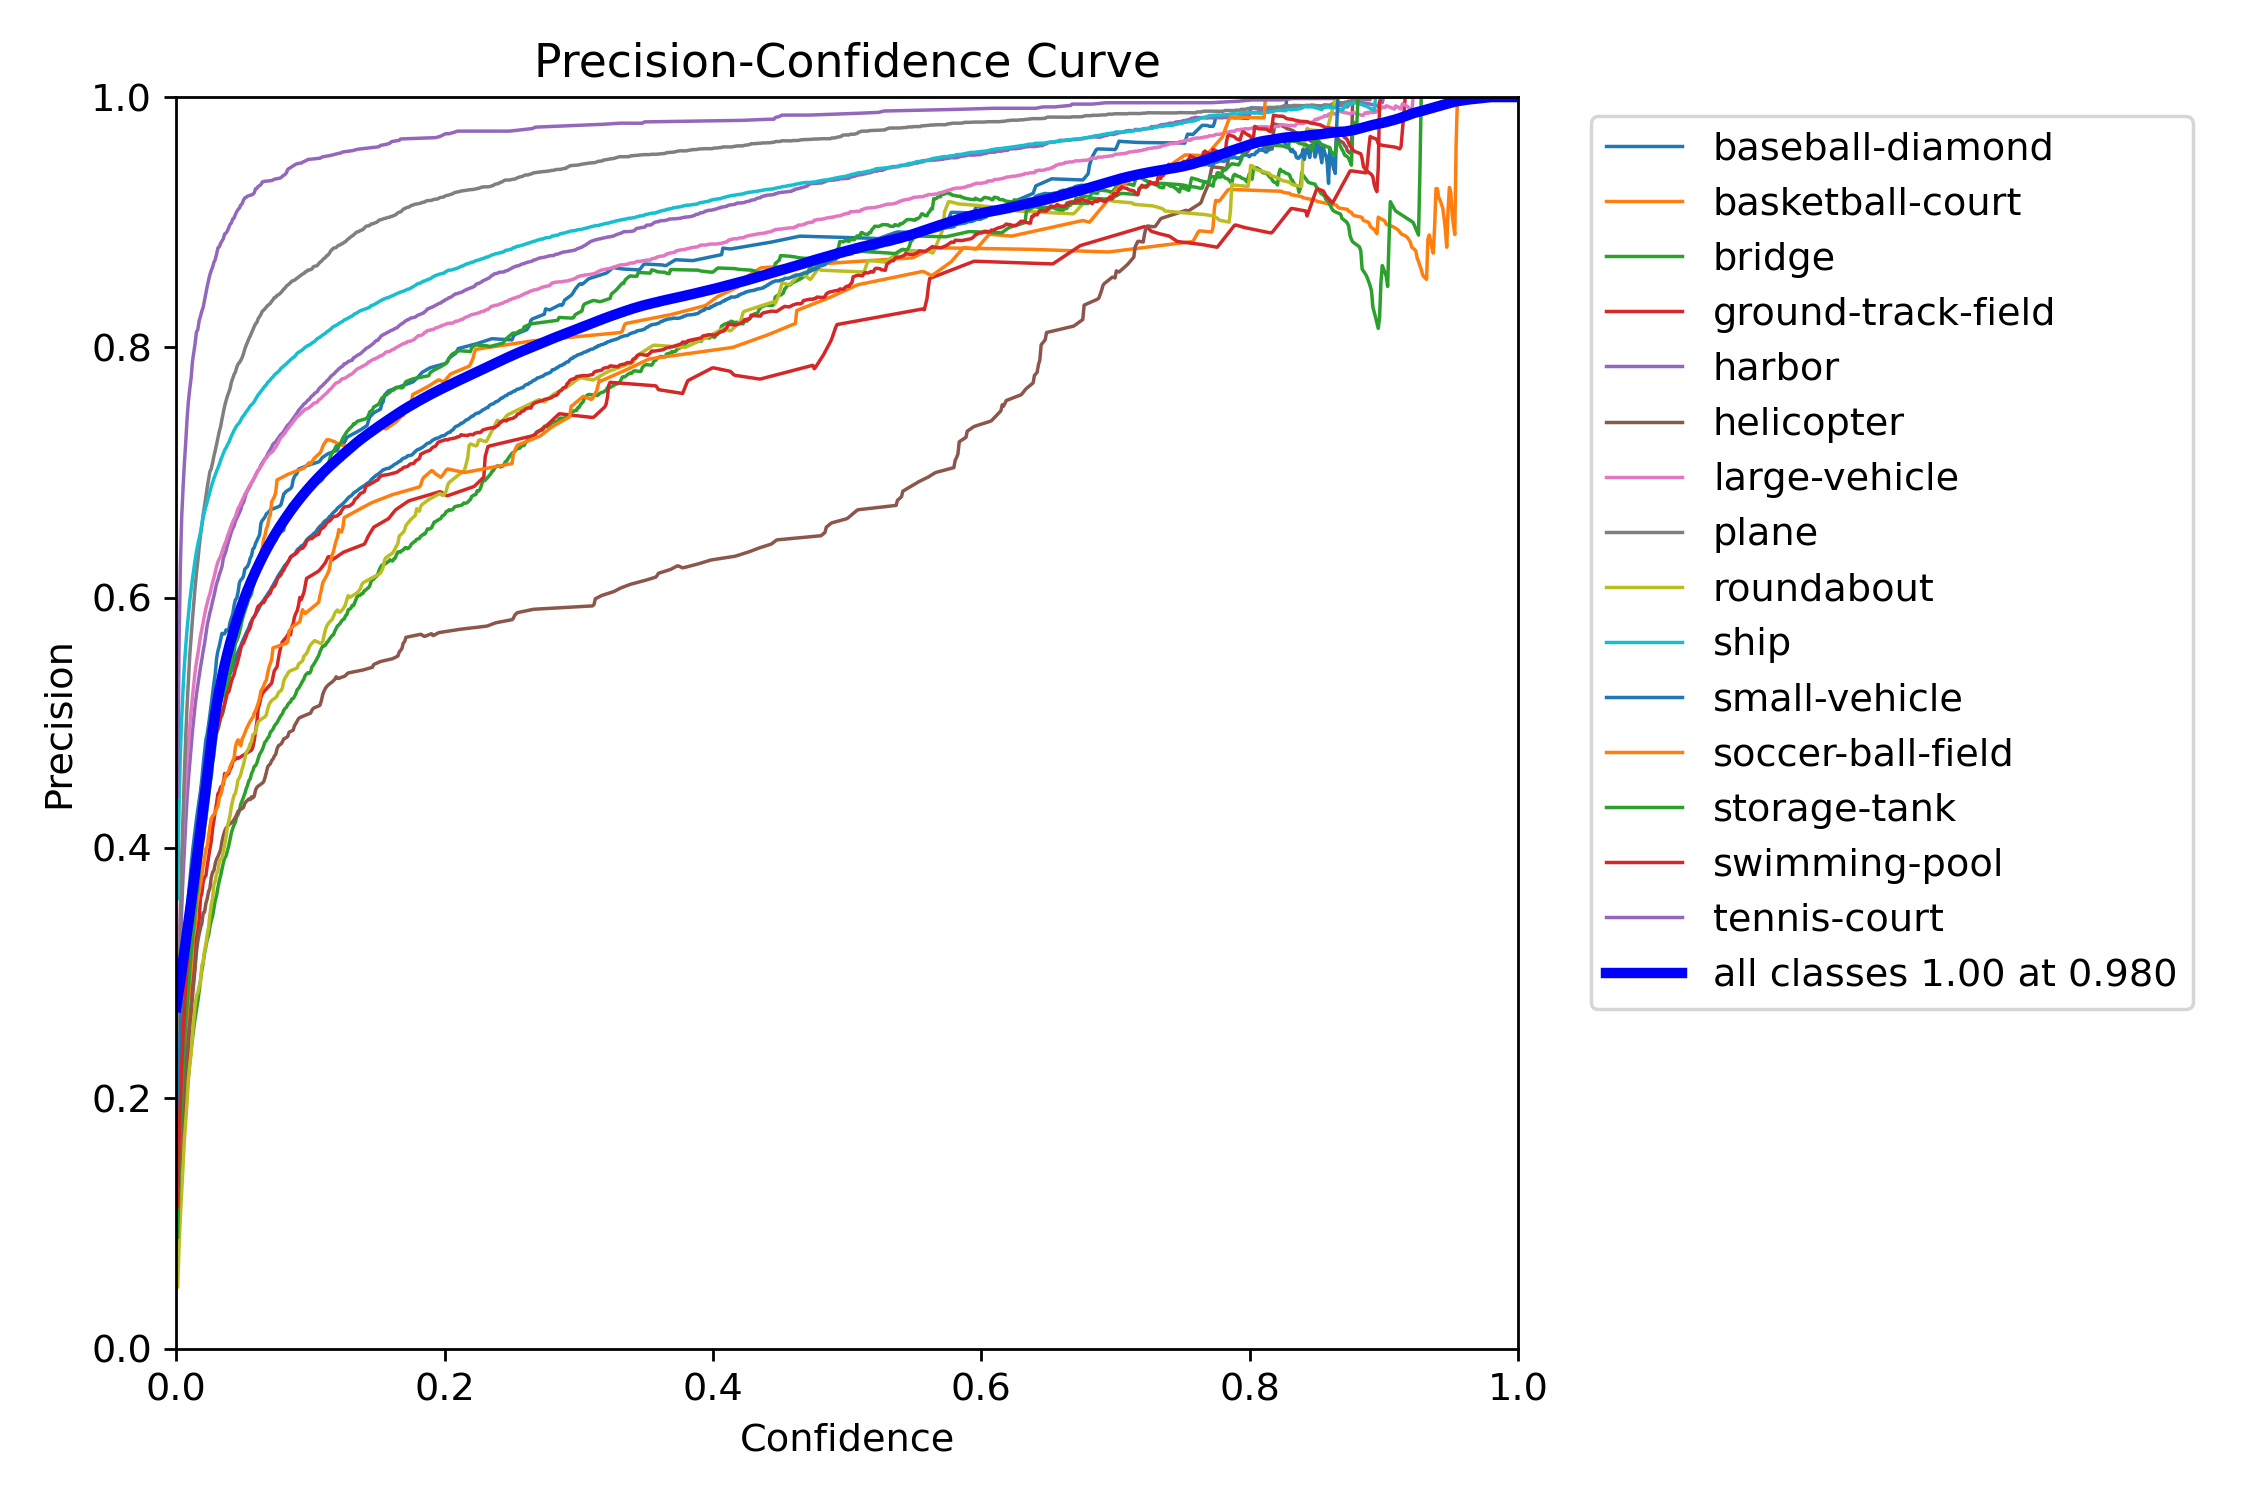 Precision-Confidence Curve
1.0
0.8
0.6
0.4
0.2
0.0
Precision
0.0 0.2 0.4 0.6 0.8 1.0
Confidence
baseball-diamond
basketball-court
bridge
ground-track-field
harbor
helicopter
large-vehicle
plane
roundabout
ship
small-vehicle
soccer-ball-field
storage-tank
swimming-pool
tennis-court
all classes 1.00 at 0.980